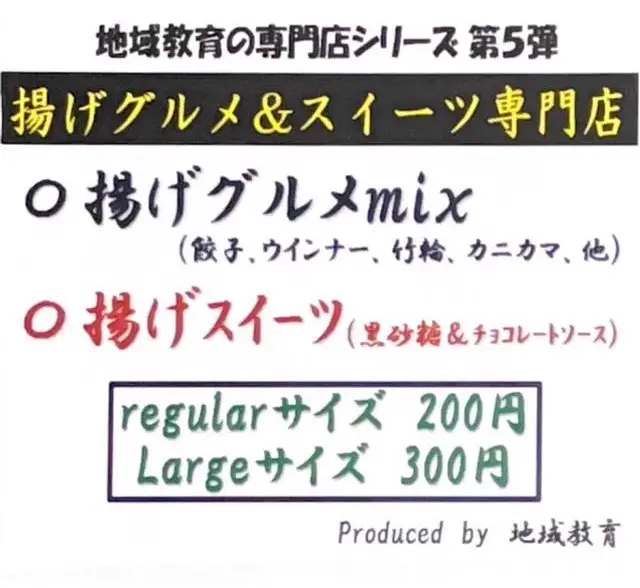 地域教育の専門店シリーズ 第5弾
揚げグルメ&スイーツ専門店
○ 揚げグルメmix
(餃子、ウインナー、竹輪、カニカマ、他)
○ 揚げスイーツ(黒砂糖&チョコレートソース)
regularサイズ 200円
Largeサイズ 300円
Produced by 地域教育